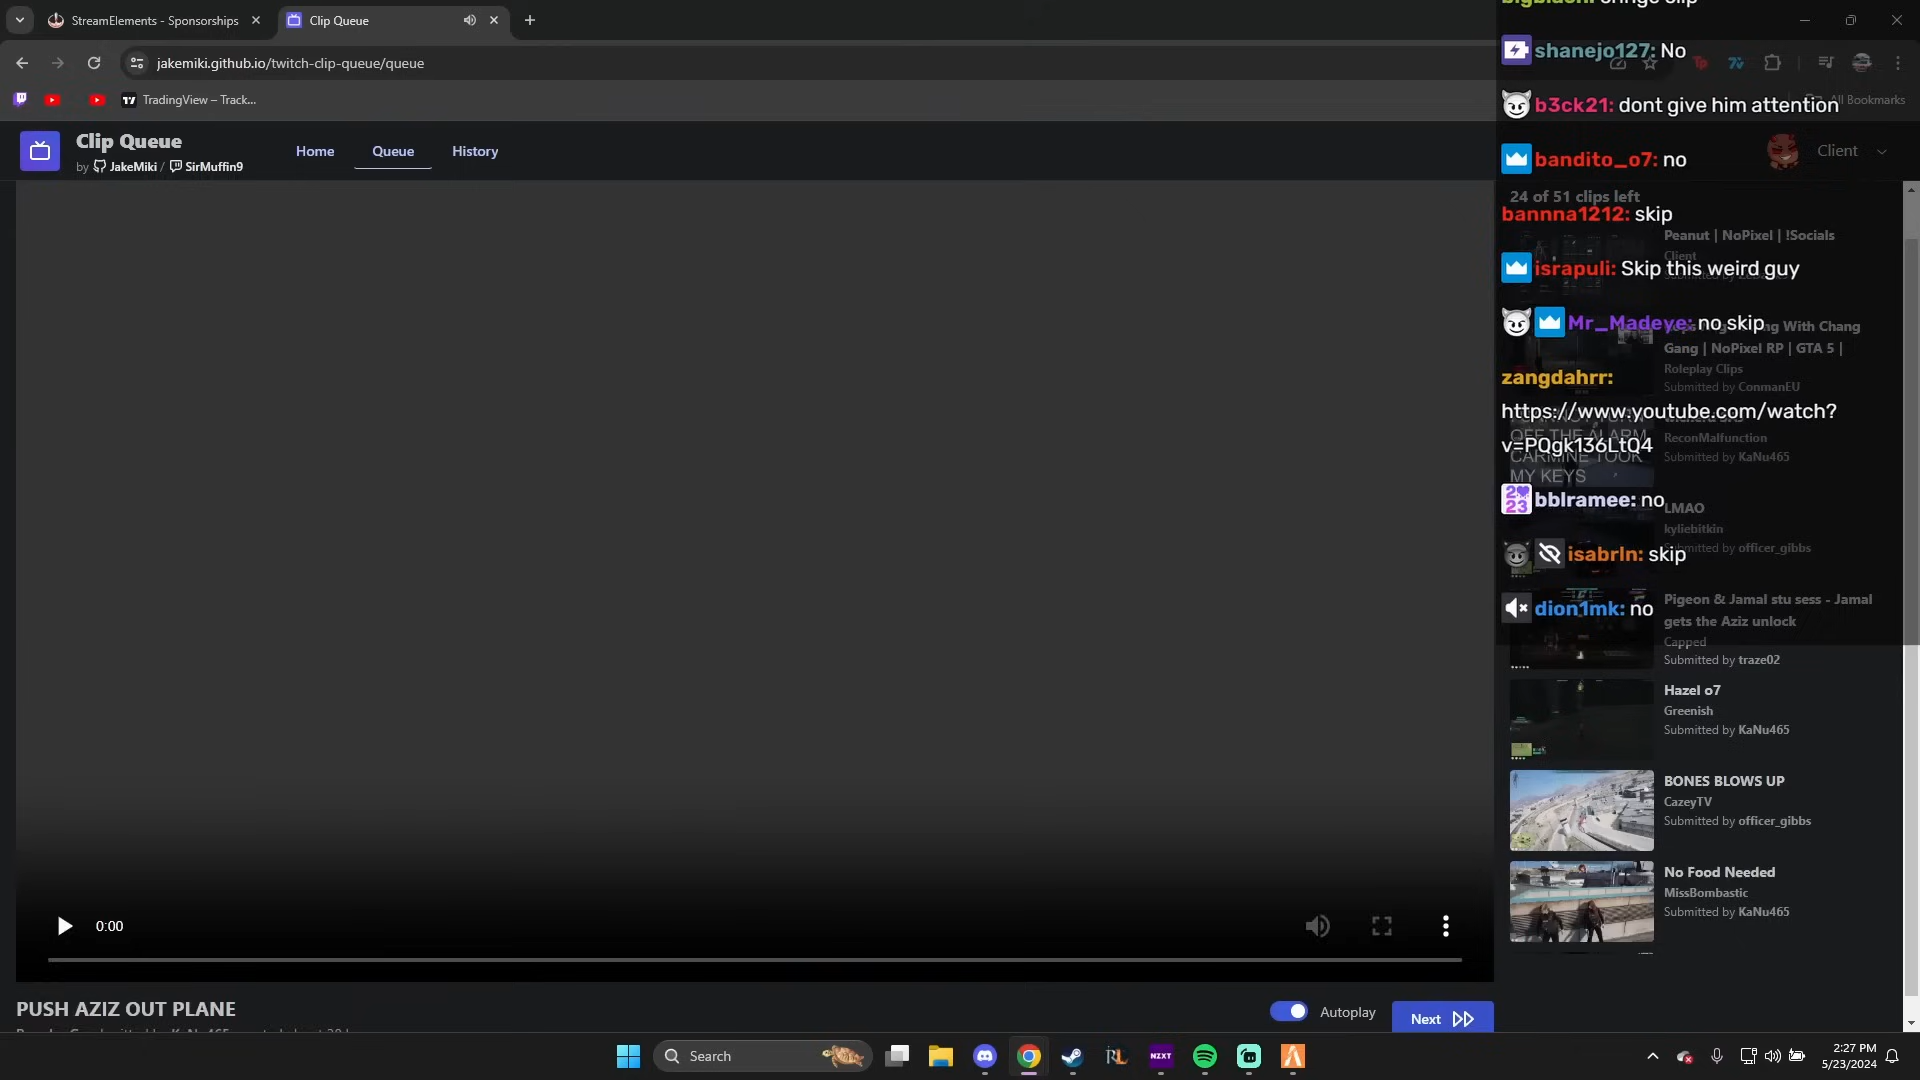 StreamElements - Sponsorships
Clip Queue
jakemiki.github.io/twitch-clip-queue/queue
TradingView – Track...
All Bookmarks
Clip Queue
by JakeMiki / SirMuffin9
Home
Queue
History
Client
shanejo127: No
b3ck21: dont give him attention
bandito_o7: no
24 of 51 clips left
bannna1212: skip
Peanut | NoPixel | !Socials
Client
israpuli: Skip this weird guy
Mr_Madeye: no skip
With Chang
Gang | NoPixel RP | GTA 5 |
Roleplay Clips
Submitted by ConmanEU
zangdahrr:
https://www.youtube.com/watch?
v=PQgk136LtQ4
OFF THE ALARM
CARMINE TOOK
MY KEYS
ReconMalfunction
Submitted by KaNu465
bblramee: no
LMAO
kyliebitkin
Submitted by officer_gibbs
isabrln: skip
dion1mk: no
Pigeon & Jamal stu sess - Jamal
gets the Aziz unlock
Capped
Submitted by traze02
Hazel o7
Greenish
Submitted by KaNu465
BONES BLOWS UP
CazeyTV
Submitted by officer_gibbs
No Food Needed
MissBombastic
Submitted by KaNu465
0:00
PUSH AZIZ OUT PLANE
Autoplay
Next
Search
NZXT
2:27 PM
5/23/2024